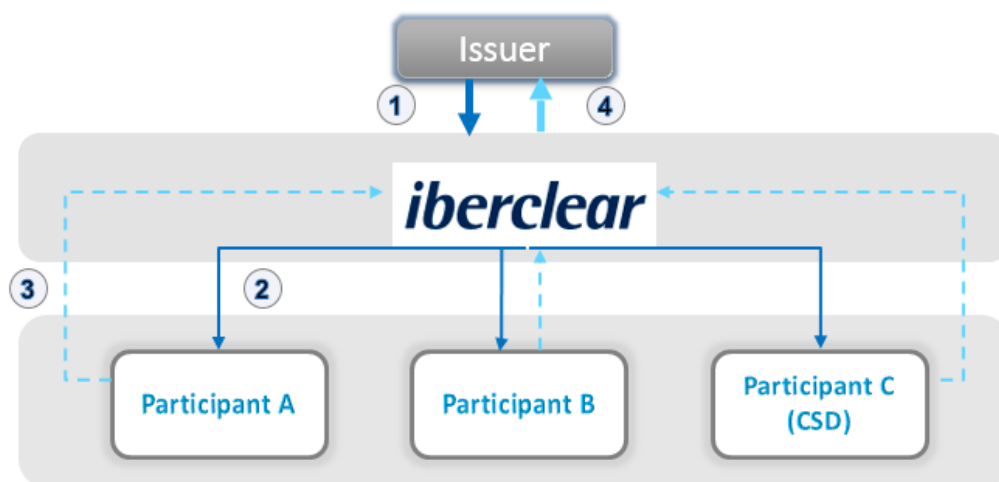 Issuer
1
4
iberclear
3
2
Participant A
Participant B
Participant C
(CSD)